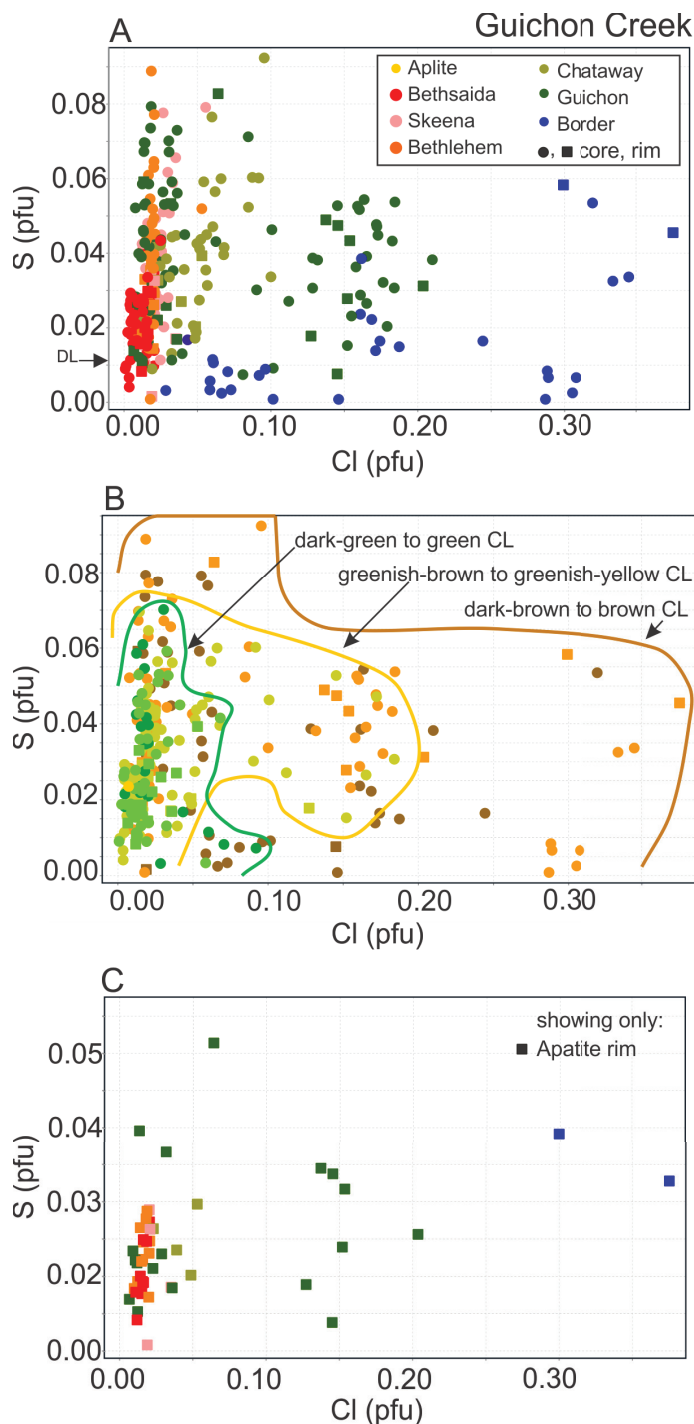 Guichon Creek
A
Aplite
Bethsaida
Skeena
Bethlehem
Chataway
Guichon
Border
●, ■ core, rim
S (pfu)
0.08
0.06
0.04
0.02
DL
0.00
0.00 0.10 0.20 0.30
Cl (pfu)
B
dark-green to green CL
greenish-brown to greenish-yellow CL
dark-brown to brown CL
S (pfu)
0.08
0.06
0.04
0.02
0.00
0.00 0.10 0.20 0.30
Cl (pfu)
C
showing only:
Apatite rim
S (pfu)
0.05
0.04
0.03
0.02
0.00
0.00 0.10 0.20 0.30
Cl (pfu)